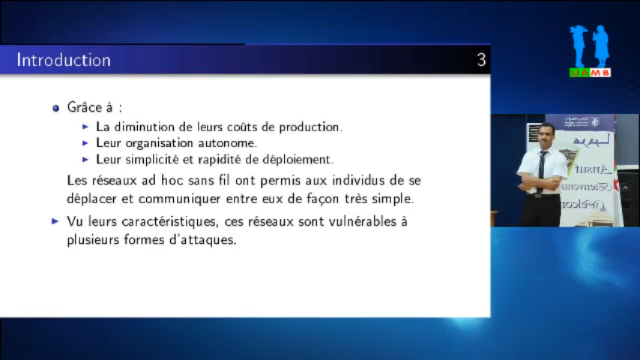 Introduction
3
Grâce à :
La diminution de leurs coûts de production.
Leur organisation autonome.
Leur simplicité et rapidité de déploiement.
Les réseaux ad hoc sans fil ont permis aux individus de se
déplacer et communiquer entre eux de façon très simple.
Vu leurs caractéristiques, ces réseaux sont vulnérables à
plusieurs formes d'attaques.
UAMB